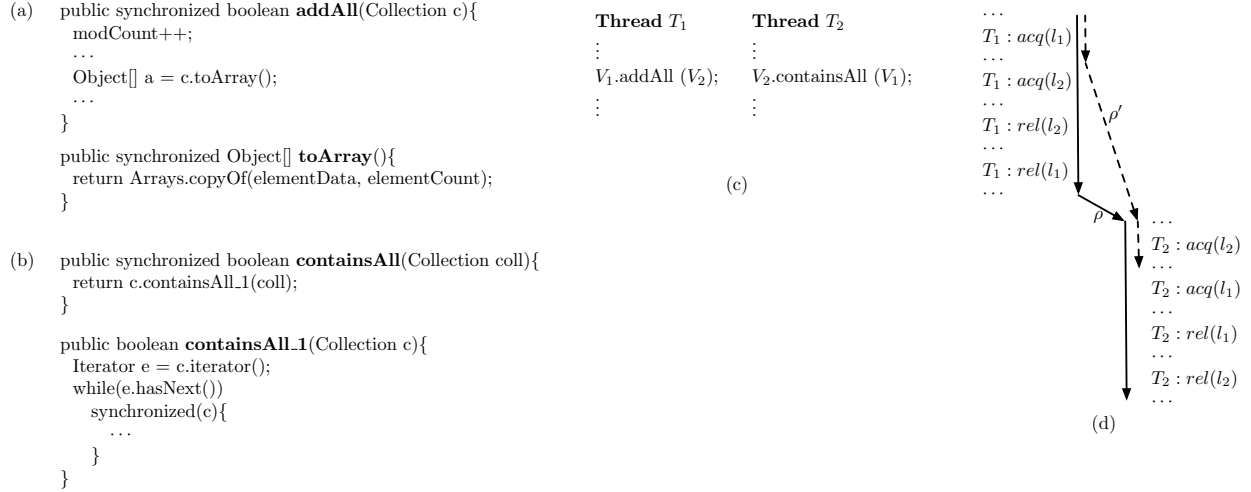 (a) public synchronized boolean addAll(Collection c){
modCount++;
...
Object[] a = c.toArray();
...
}
public synchronized Object[] toArray(){
return Arrays.copyOf(elementData, elementCount);
}
(b) public synchronized boolean containsAll(Collection coll){
return c.containsAll_1(coll);
}
public boolean containsAll_1(Collection c){
Iterator e = c.iterator();
while(e.hasNext())
synchronized(c){
...
}
}
Thread T₁
⋮
V₁.addAll (V₂);
⋮
Thread T₂
⋮
V₂.containsAll (V₁);
⋮
(c)
...
T₁ : acq(l₁)
...
T₁ : acq(l₂)
...
T₁ : rel(l₂)
...
T₁ : rel(l₁)
...
ρ′
ρ
...
T₂ : acq(l₂)
...
T₂ : acq(l₁)
...
T₂ : rel(l₁)
...
T₂ : rel(l₂)
...
(d)